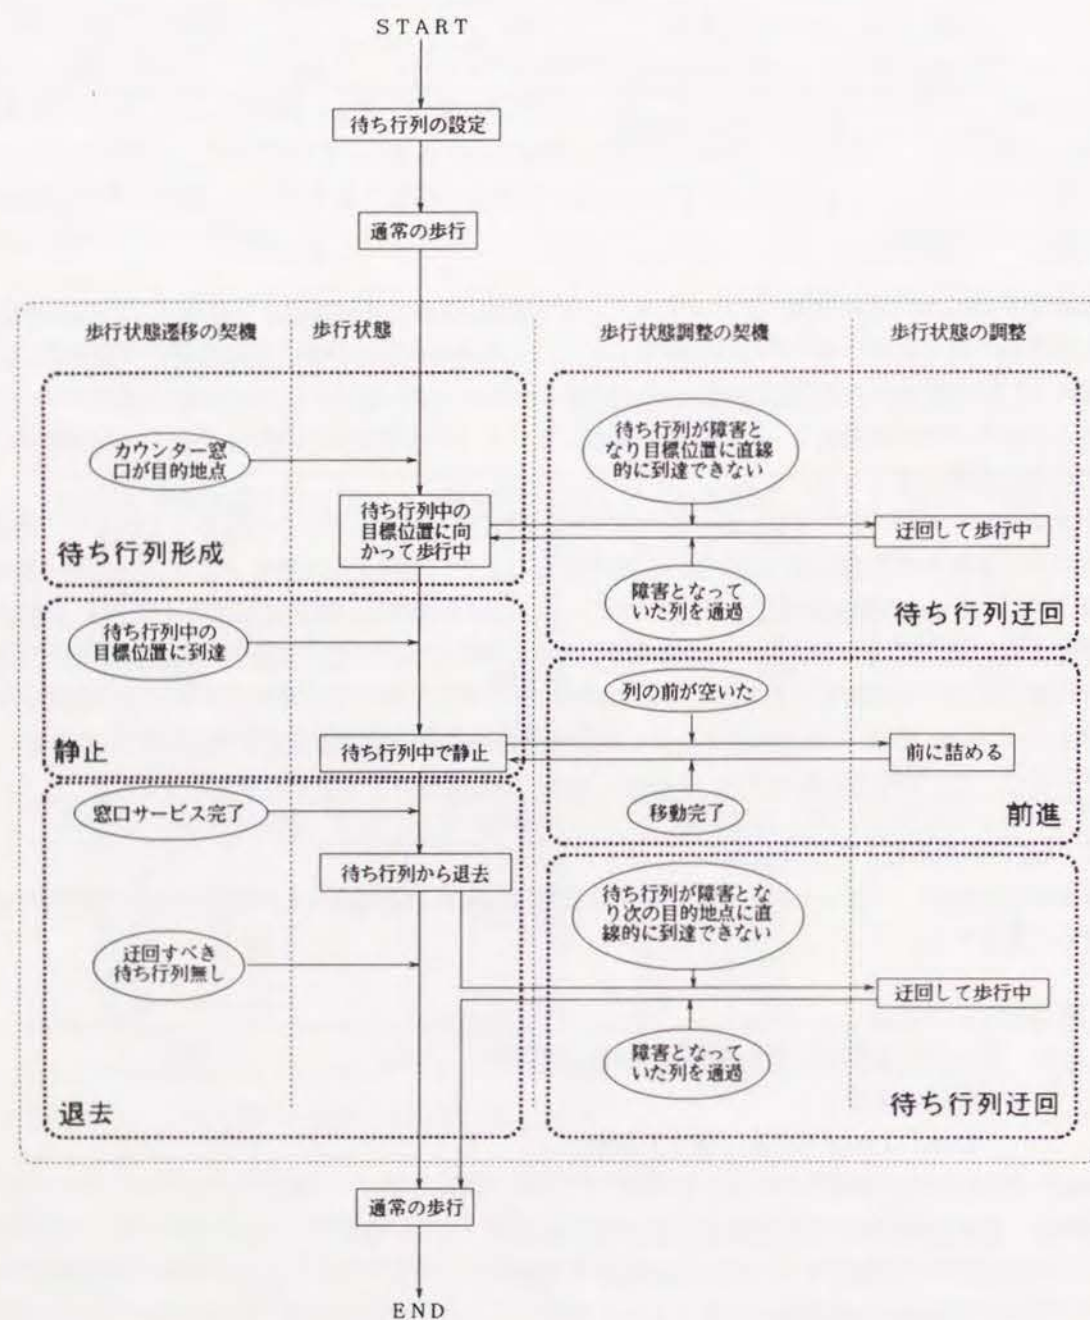 START
待ち行列の設定
通常の歩行
歩行状態遷移の契機
歩行状態
歩行状態調整の契機
歩行状態の調整
カウンター窓
口が目的地点
待ち行列中の
目標位置に向
かって歩行中
待ち行列形成
待ち行列が障害と
なり目標位置に直線
的に到達できない
迂回して歩行中
障害となって
いた列を通過
待ち行列迂回
待ち行列中の
目標位置に到達
待ち行列中で静止
静止
列の前が空いた
前に詰める
移動完了
前進
窓口サービス完了
待ち行列から退去
迂回すべき
待ち行列無し
退去
待ち行列が障害とな
り次の目的地点に直
線的に到達できない
迂回して歩行中
障害となって
いた列を通過
待ち行列迂回
通常の歩行
END